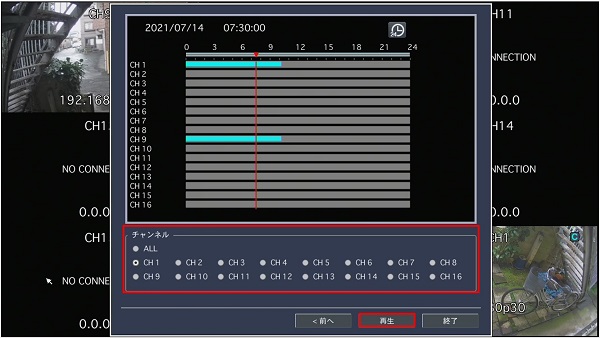 CH9
H11
2021/07/14 07:30:00
24
0 3 6 9 12 15 18 21 24
CH 1
CH 2
CH 3
CH 4
CH 5
CH 6
CH 7
CH 8
CH 9
CH 10
CH 11
CH 12
CH 13
CH 14
CH 15
CH 16
NNECTION
192.168
0.0.0
CH1
H14
NO CONNE
NNECTION
0.0.0
0.0.0
チャンネル
ALL
CH 1 CH 2 CH 3 CH 4 CH 5 CH 6 CH 7 CH 8
CH 9 CH 10 CH 11 CH 12 CH 13 CH 14 CH 15 CH 16
CH1
CH1
C
NO CONNE
0.0.0
30p30
< 前へ 再生 終了